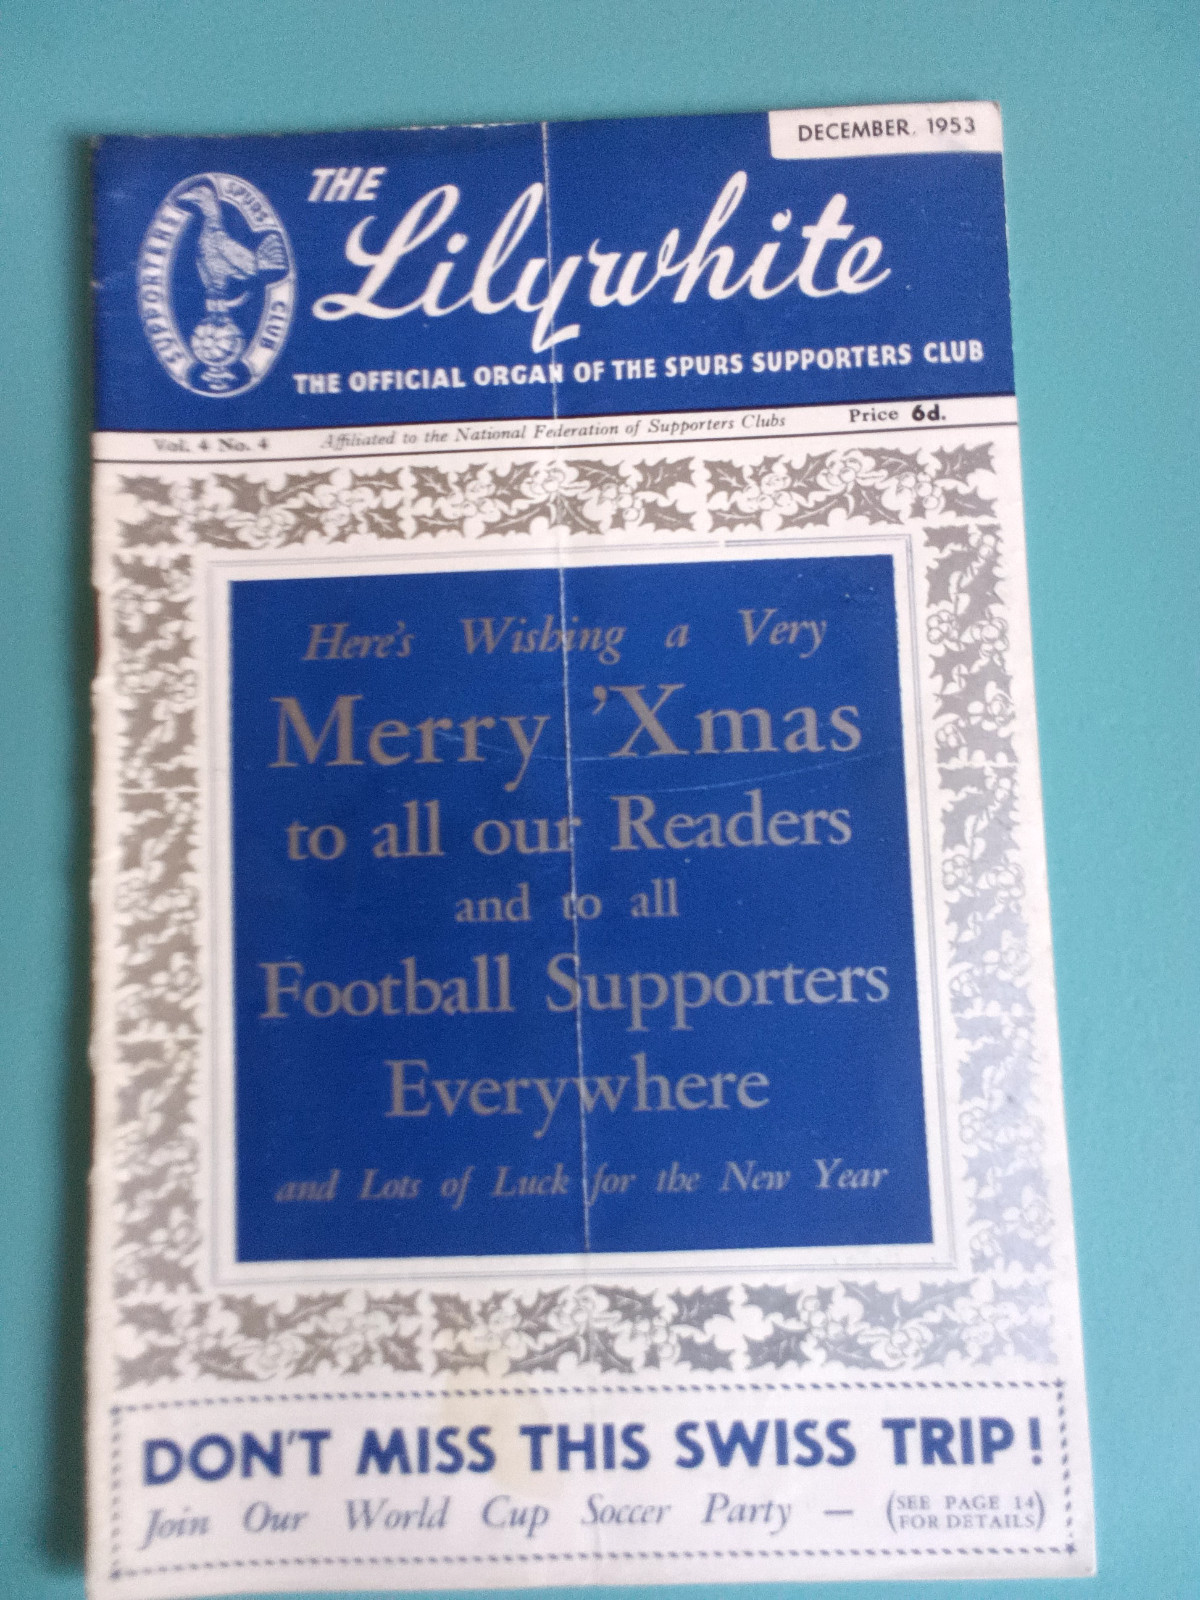 DECEMBER, 1953
THE
Lilywhite
SUPPORTERS SPURS CLUB
THE OFFICIAL ORGAN OF THE SPURS SUPPORTERS CLUB
Vol. 4 No. 4 Affiliated to the National Federation of Supporters Clubs Price 6d.
Here's Wishing a Very
Merry 'Xmas
to all our Readers
and to all
Football Supporters
Everywhere
and Lots of Luck for the New Year
DON'T MISS THIS SWISS TRIP!
Join Our World Cup Soccer Party — (SEE PAGE 14
FOR DETAILS)